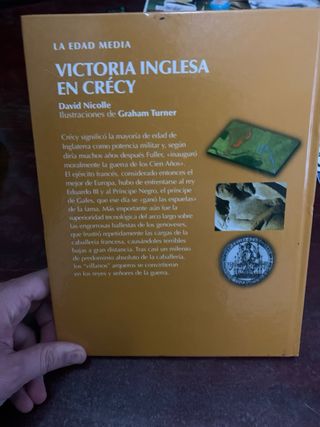 LA EDAD MEDIA
VICTORIA INGLESA
EN CRÉCY
David Nicolle
Ilustraciones de Graham Turner
Crécy significó la mayoría de edad de
Inglaterra como potencia militar y, según
diría muchos años después Fuller, «inauguró
moralmente la guerra de los Cien Años».
El ejército francés, considerado entonces el
mejor de Europa, hubo de enfrentarse al rey
Eduardo III y al Príncipe Negro, el príncipe
de Gales, que ese día se «ganó las espuelas»
de la fama. Más importante aún fue la
superioridad tecnológica del arco largo sobre
las engorrosas ballestas de los genoveses,
que frustró repetidamente las cargas de la
caballería francesa, causándoles terribles
bajas a gran distancia. Tras casi un milenio
de predominio absoluto de la caballería,
los "villanos" arqueros se convirtieron
en los reyes y señores de la guerra.